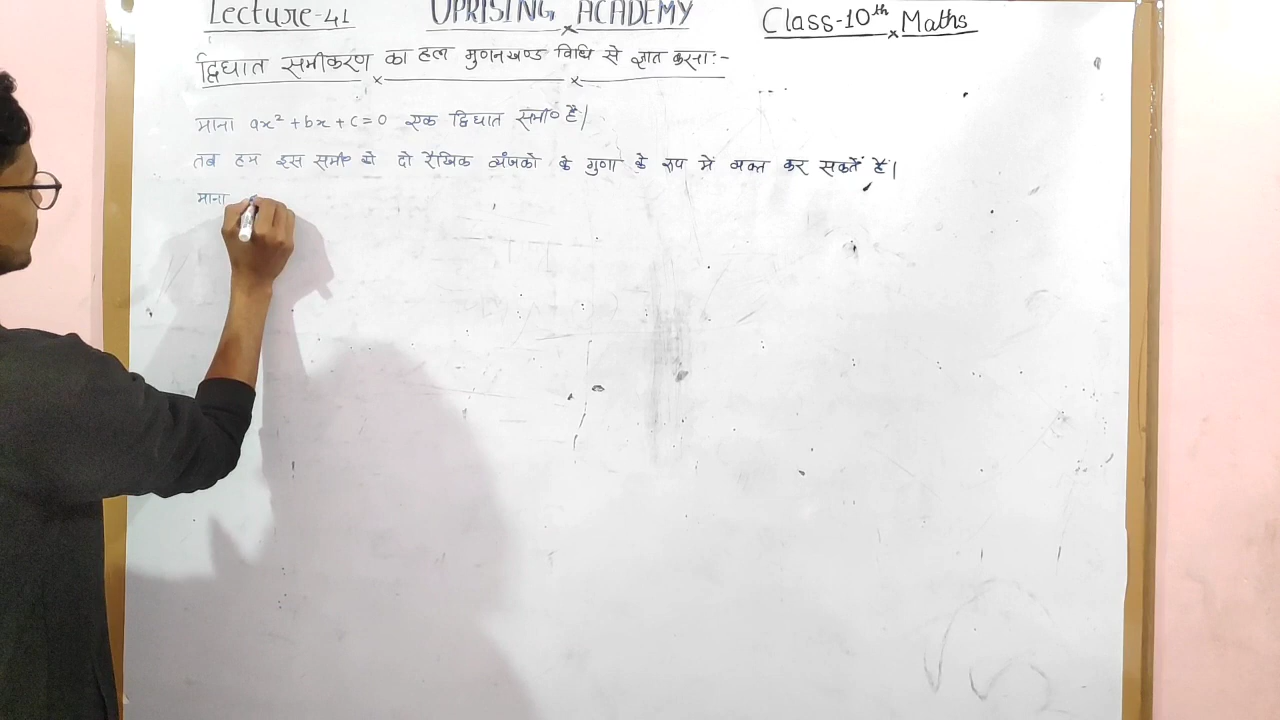 Lecture-41 UPRISING ACADEMY Class-10th Maths
द्विघात समीकरण का हल गुणनखण्ड विधि से ज्ञात करना:-
माना ax² + bx + c = 0 एक द्विघात समी० है।
तब हम इस समी० को दो रैखिक व्यंजकों के गुणा के रूप में व्यक्त कर सकतें हैं।
माना